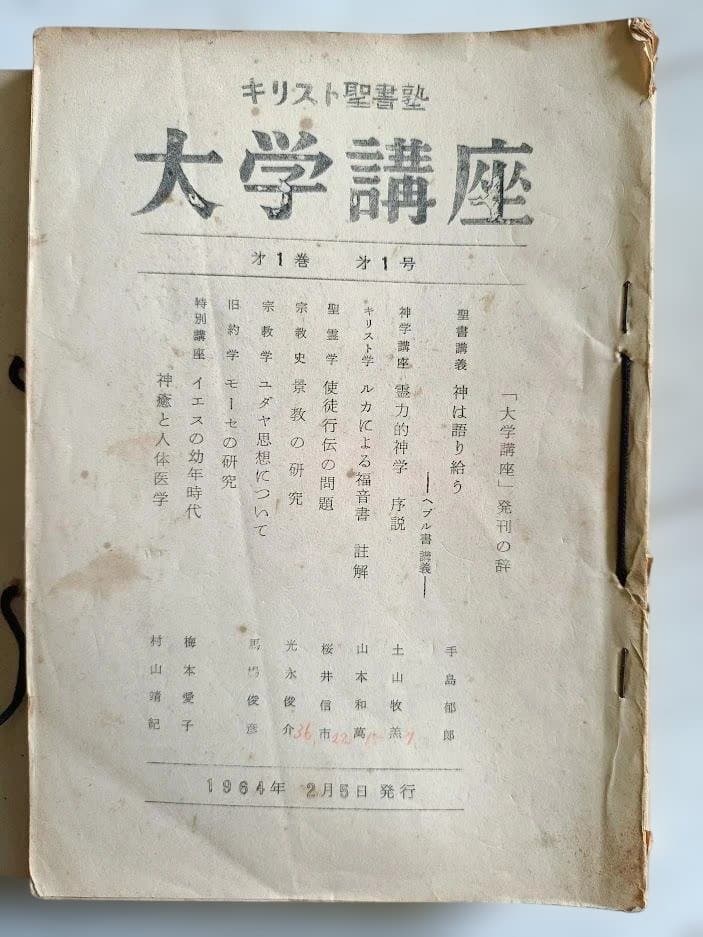 キリスト聖書塾
大学講座
才1巻 才1号
「大学講座」発刊の辞
聖書講義 神は語り給う 手島郁郎
―ヘブル書講義―
神学講座 霊力的神学 序説 土山牧羔
キリスト学 ルカによる福音書 註解 山本和萬
聖霊学 使徒行伝の問題 桜井信市
宗教史 景教の研究 光永俊介
宗教学 ユダヤ思想について 馬場俊彦
旧約学 モーセの研究
特別講座 イエスの幼年時代 梅本愛子
神癒と人体医学 村山靖紀
36 22 7
1964年 2月5日 発行